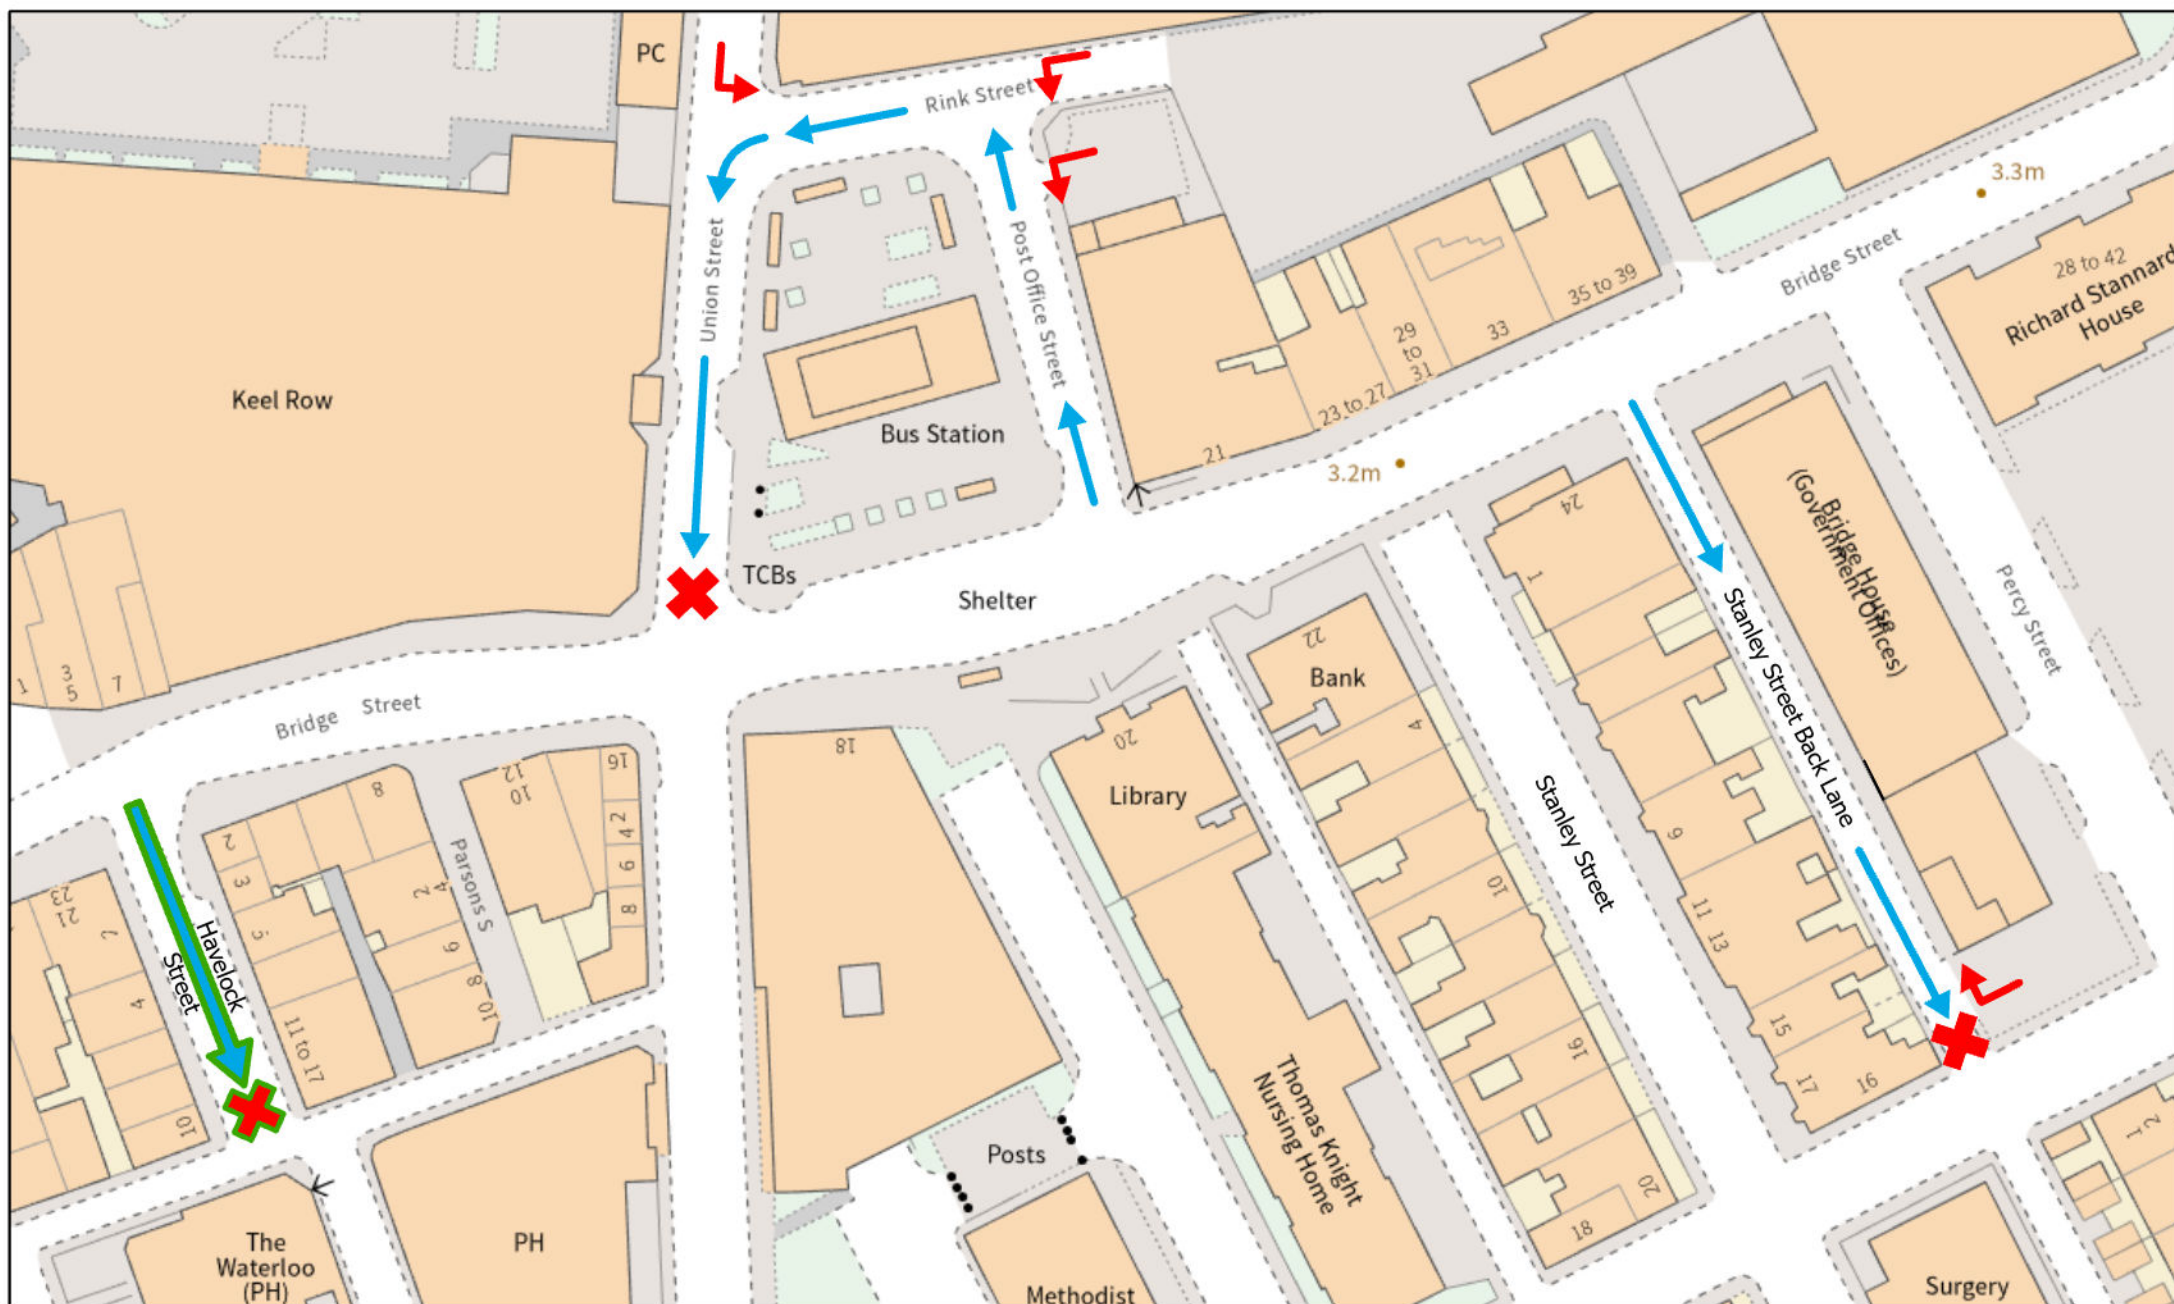 PC
Rink Street
3.3m
Bridge Street
28 to 42
Richard Stannard
House
Union Street
Post Office Street
35 to 39
33
29
to
31
23 to 27
21
Keel Row
Bus Station
3.2m
TCBs
Shelter
24
1
Bridge House
(Government Offices)
Percy Street
Stanley Street Back Lane
22
Bank
4
1
3
5
7
Bridge Street
18
20
Library
Stanley Street
9
10
11
13
15
17
16
16
20
18
12
10
16
2
4
6
8
8
Parsons S
2
3
5
2
4
6
8
10
11 to 17
Havelock
Street
23
21
2
4
10
Thomas Knight
Nursing Home
Posts
The
Waterloo
(PH)
PH
Methodist
Surgery
1
2